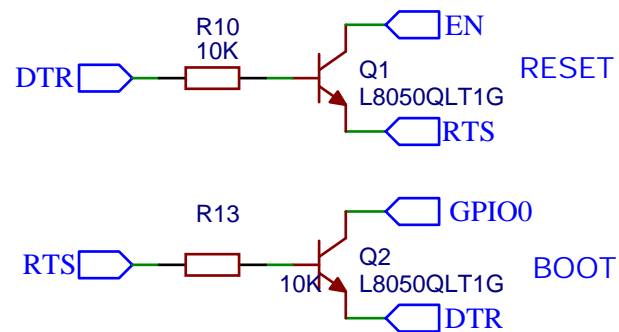 R10
10K
DTR
EN
Q1
L8050QLT1G
RTS
RESET
R13
RTS
10K
GPIO0
Q2
L8050QLT1G
DTR
BOOT